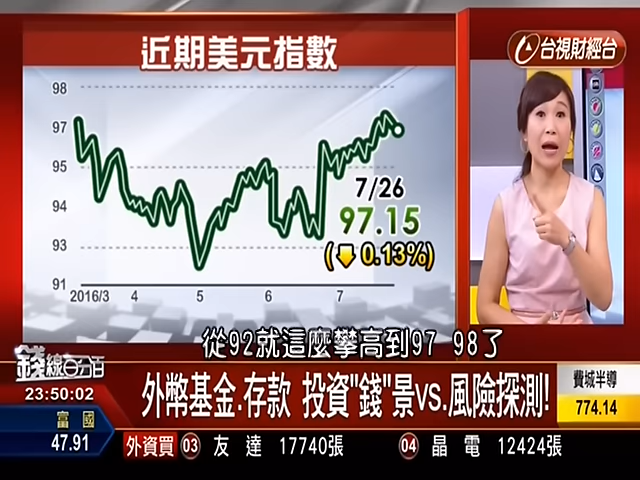 近期美元指數
台視財經台
98
97
95
94
93
91
7/26
97.15
(⬇0.13%)
2016/3 4 5 6 7
從92就這麼攀高到97 98了
錢線百分百
23:50:02
外幣基金.存款 投資"錢"景vs.風險探測!
費城半導
774.14
富國
47.91
外資買 03 友達 17740張 04 晶電 12424張